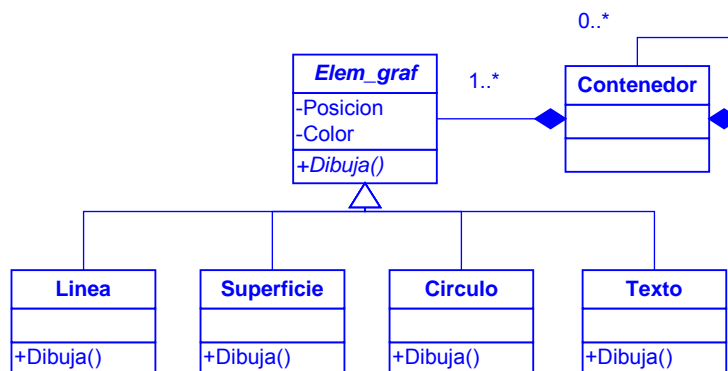 0..*
Elem_graf
1..*
Contenedor
-Posicion
-Color
+Dibuja()
Linea
Superficie
Circulo
Texto
+Dibuja()
+Dibuja()
+Dibuja()
+Dibuja()